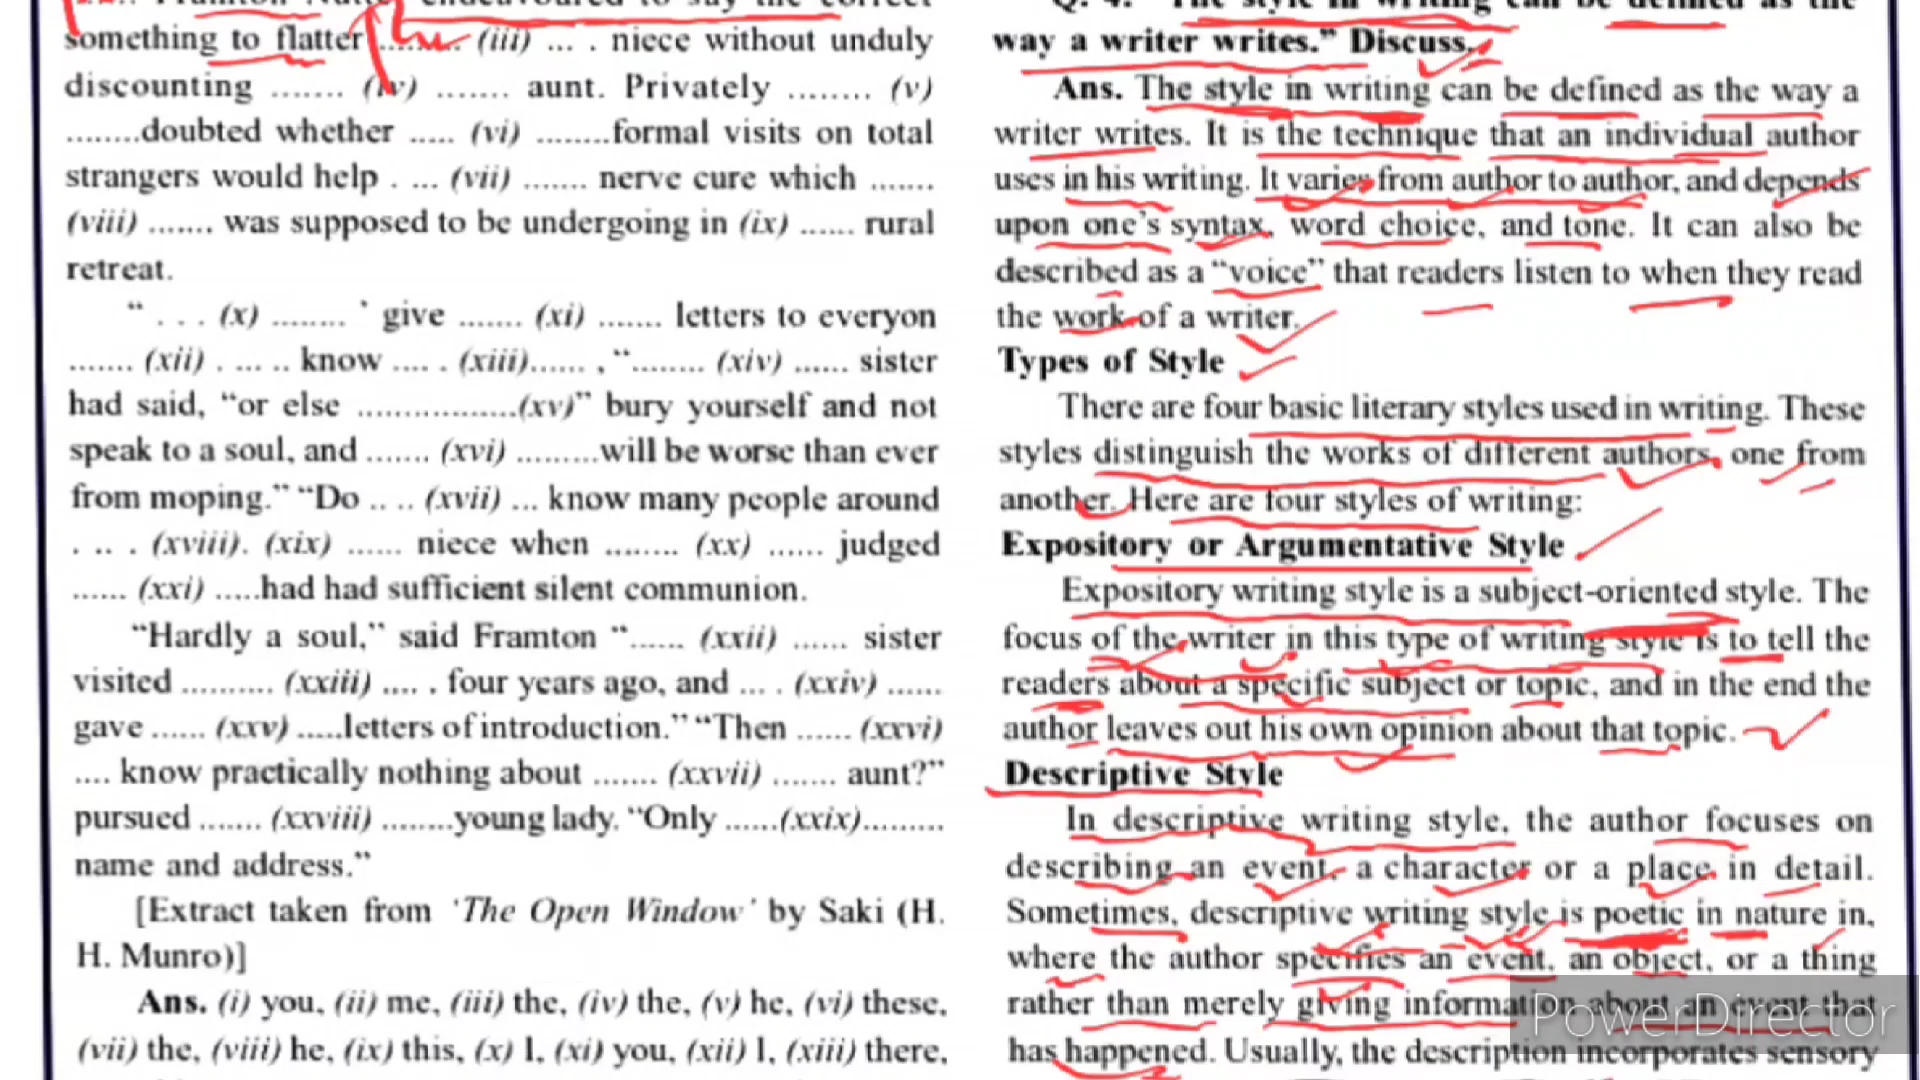 something to flatter ....... (iii) ... . niece without unduly
discounting ....... (iv) ....... aunt. Privately ........ (v)
........doubted whether ..... (vi) ........formal visits on total
strangers would help . ... (vii) ....... nerve cure which .......
(viii) ....... was supposed to be undergoing in (ix) ...... rural
retreat.
“ . . . (x) ........ ‘ give ....... (xi) ....... letters to everyon
....... (xii) . ... .. know .... . (xiii)...... , “........ (xiv) ...... sister
had said, “or else .................(xv)” bury yourself and not
speak to a soul, and ....... (xvi) .........will be worse than ever
from moping.” “Do .. .. (xvii) ... know many people around
. .. . (xviii). (xix) ...... niece when ........ (xx) ...... judged
...... (xxi) .....had had sufficient silent communion.
“Hardly a soul,” said Framton “...... (xxii) ...... sister
visited .......... (xxiii) .... . four years ago, and ... . (xxiv) ......
gave ...... (xxv) .....letters of introduction.” “Then ...... (xxvi)
.... know practically nothing about ....... (xxvii) ....... aunt?”
pursued ....... (xxviii) ........young lady. “Only ......(xxix).........
name and address.”
[Extract taken from ‘The Open Window’ by Saki (H.
H. Munro)]
Ans. (i) you, (ii) me, (iii) the, (iv) the, (v) he, (vi) these,
(vii) the, (viii) he, (ix) this, (x) I, (xi) you, (xii) I, (xiii) there,
Q. 4. “The style in writing can be defined as the
way a writer writes.” Discuss.
Ans. The style in writing can be defined as the way a
writer writes. It is the technique that an individual author
uses in his writing. It varies from author to author, and depends
upon one’s syntax, word choice, and tone. It can also be
described as a “voice” that readers listen to when they read
the work of a writer.
Types of Style
There are four basic literary styles used in writing. These
styles distinguish the works of different authors, one from
another. Here are four styles of writing:
Expository or Argumentative Style
Expository writing style is a subject-oriented style. The
focus of the writer in this type of writing style is to tell the
readers about a specific subject or topic, and in the end the
author leaves out his own opinion about that topic.
Descriptive Style
In descriptive writing style, the author focuses on
describing an event, a character or a place in detail.
Sometimes, descriptive writing style is poetic in nature in,
where the author specifies an event, an object, or a thing
rather than merely giving information about an event that
has happened. Usually, the description incorporates sensory
PowerDirector